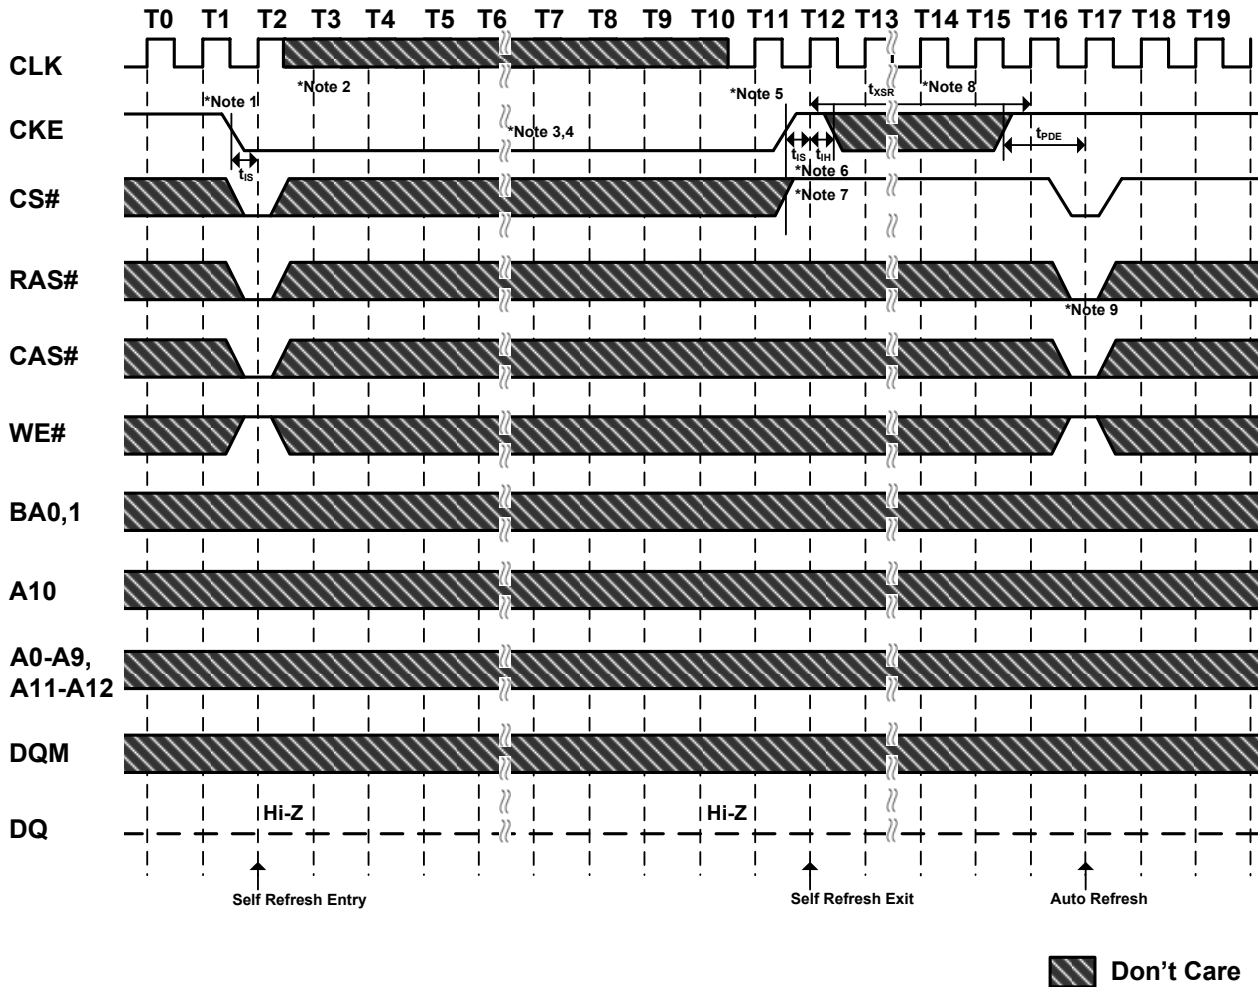 T0 T1 T2 T3 T4 T5 T6 T7 T8 T9 T10 T11 T12 T13 T14 T15 T16 T17 T18 T19
CLK
*Note 1
*Note 2
*Note 5
tXSR
*Note 8
CKE
*Note 3,4
tIS
tIS
tIH
tPDE
*Note 6
CS#
*Note 7
RAS#
*Note 9
CAS#
WE#
BA0,1
A10
A0-A9,
A11-A12
DQM
Hi-Z
Hi-Z
DQ
Self Refresh Entry
Self Refresh Exit
Auto Refresh
Don't Care